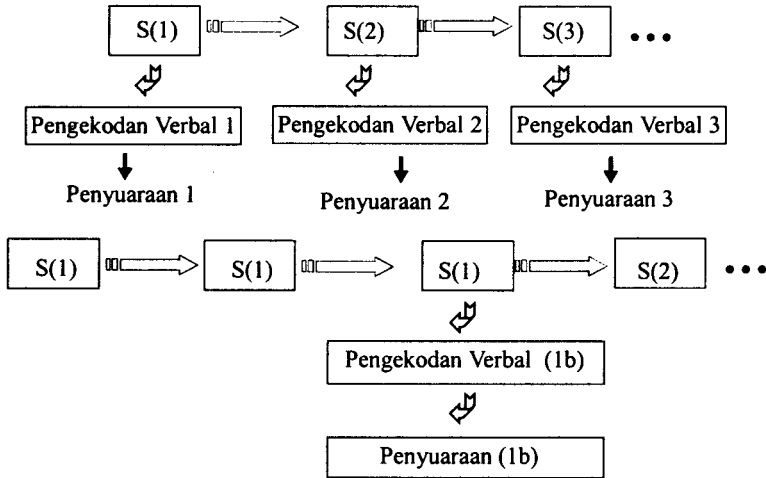 S(1) S(2) S(3) •••
Pengekodan Verbal 1 Pengekodan Verbal 2 Pengekodan Verbal 3
Penyuaraan 1 Penyuaraan 2 Penyuaraan 3
S(1) S(1) S(1) S(2) •••
Pengekodan Verbal (1b)
Penyuaraan (1b)